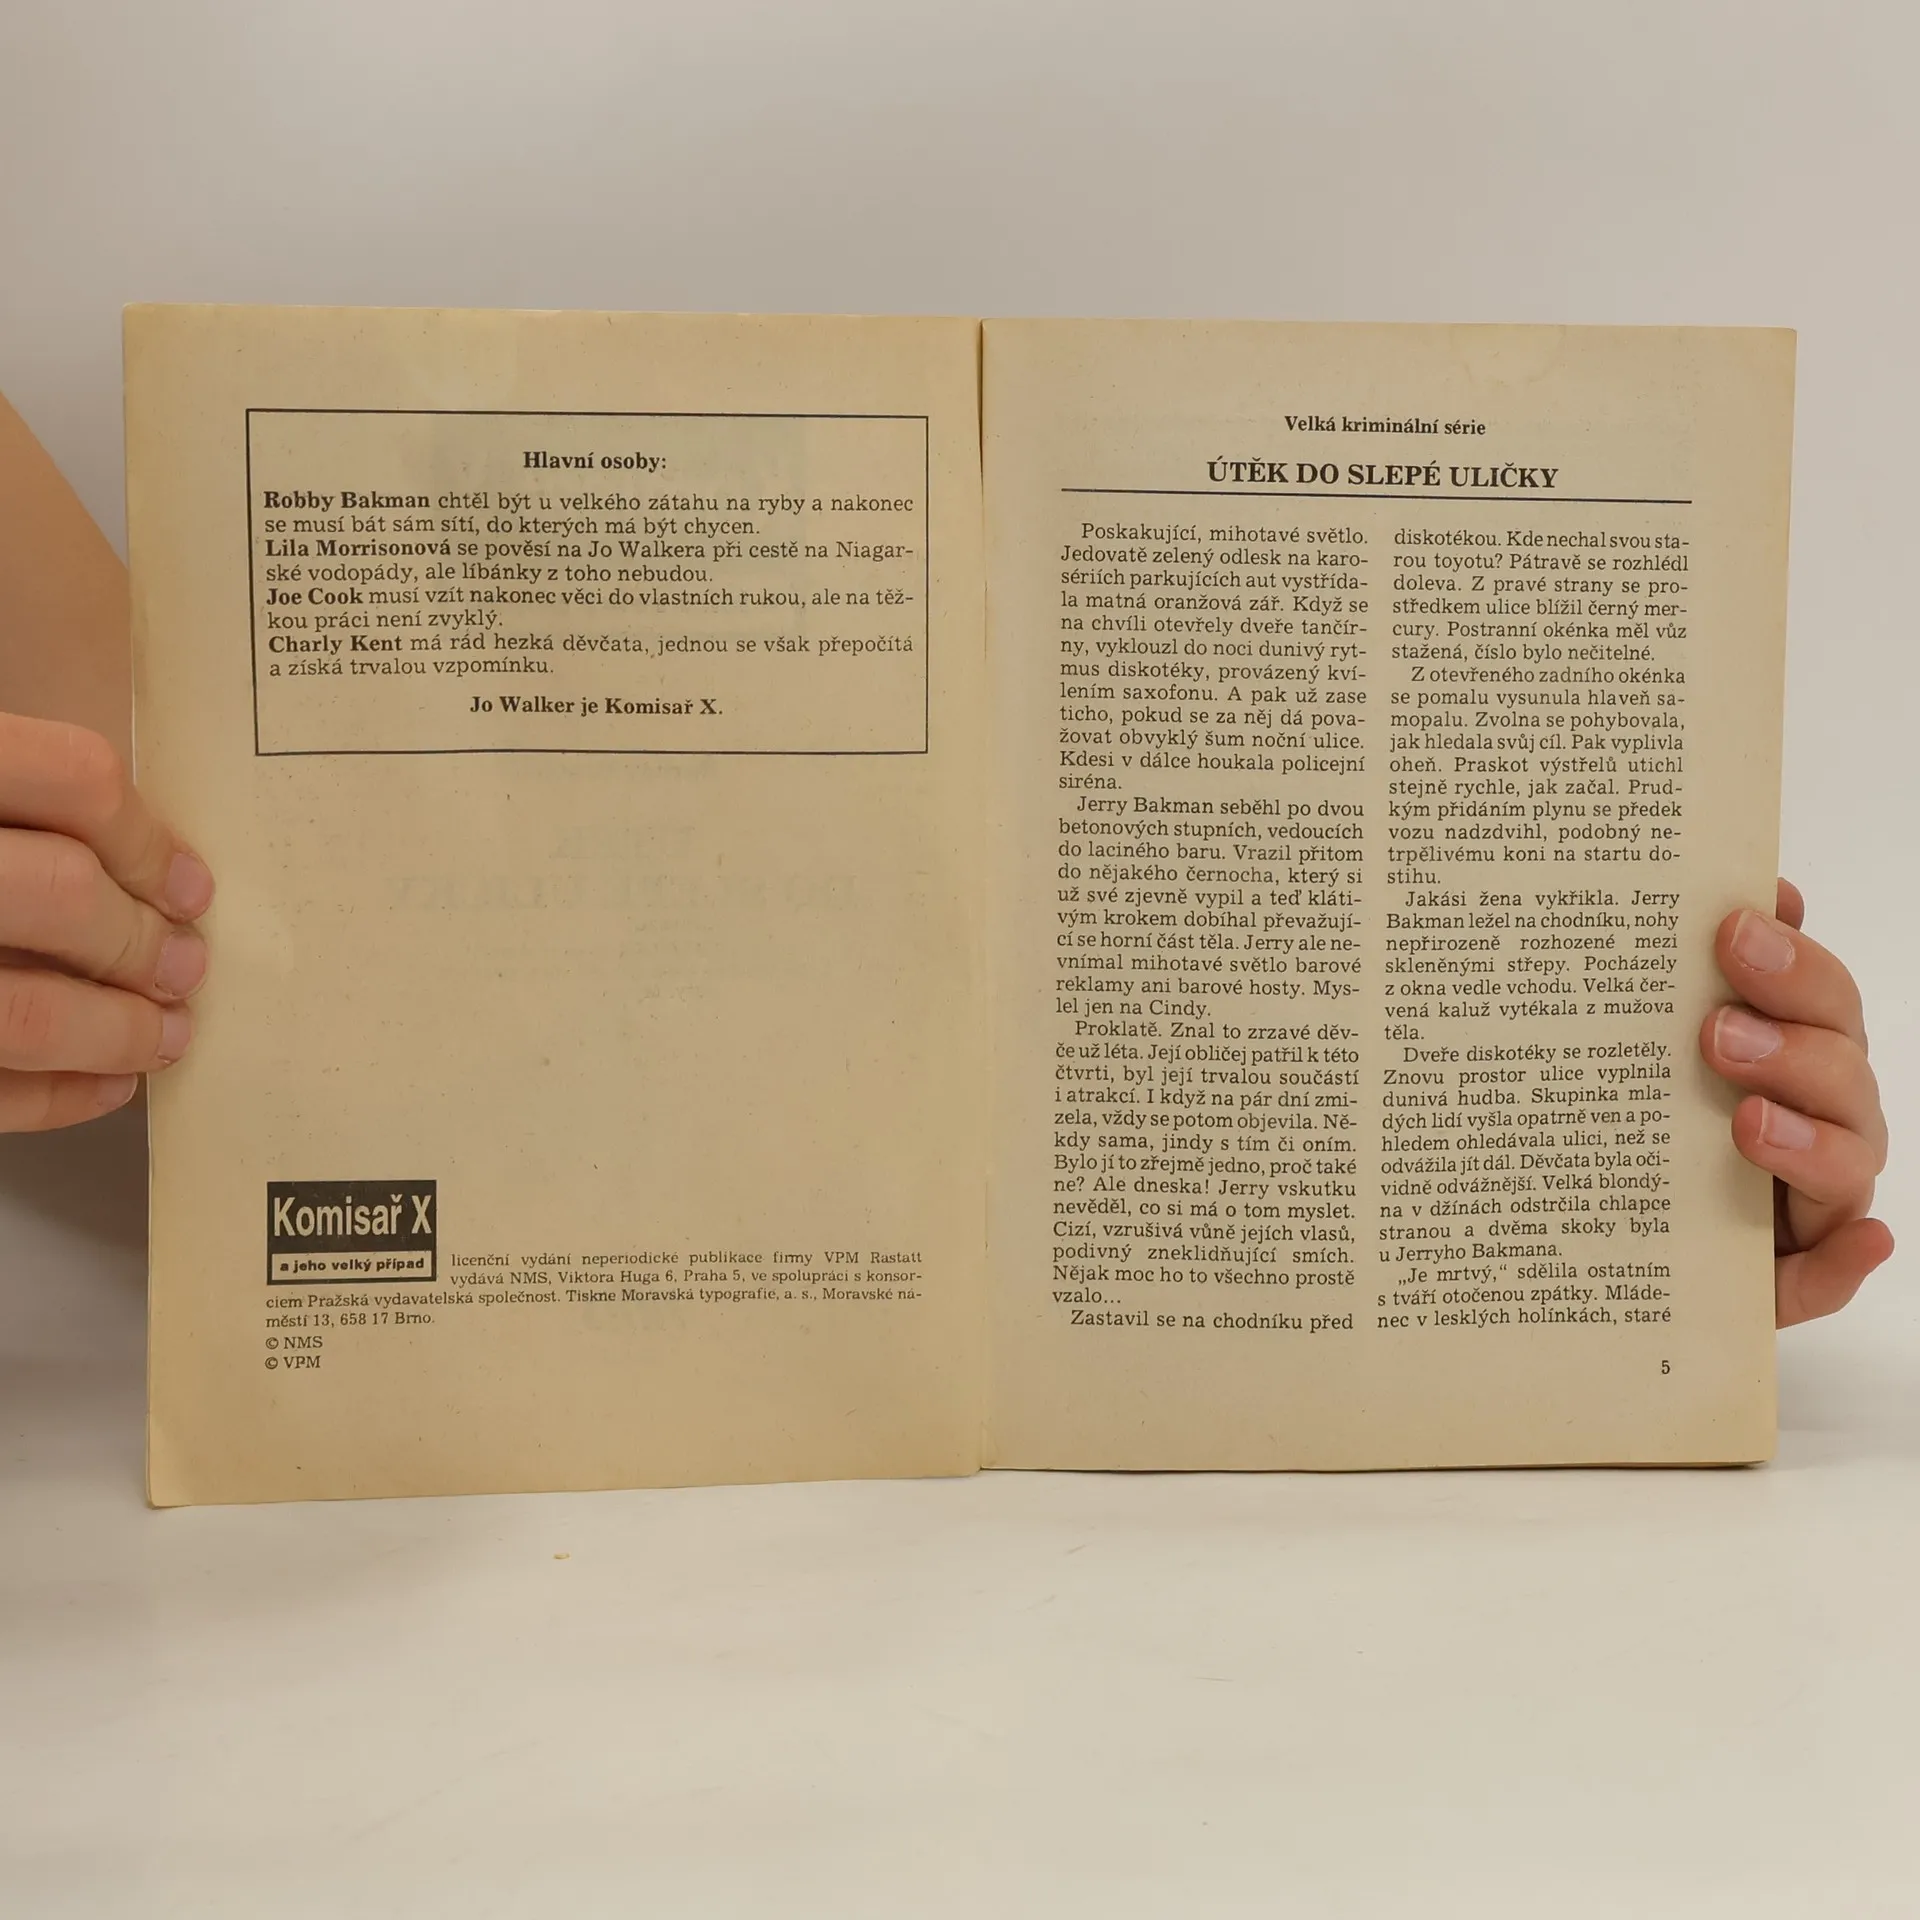 Hlavní osoby:
Robby Bakman chtěl být u velkého zátahu na ryby a nakonec
se musí bát sám sítí, do kterých má být chycen.
Lila Morrisonová se pověsí na Jo Walkera při cestě na Niagar-
ské vodopády, ale líbánky z toho nebudou.
Joe Cook musí vzít nakonec věci do vlastních rukou, ale na těž-
kou práci není zvyklý.
Charly Kent má rád hezká děvčata, jednou se však přepočítá
a získá trvalou vzpomínku.
Jo Walker je Komisař X.
Komisař X
a jeho velký případ
licenční vydání neperiodické publikace firmy VPM Rastatt
vydává NMS, Viktora Huga 6, Praha 5, ve spolupráci s konsor-
ciem Pražská vydavatelská společnost. Tiskne Moravská typografie, a. s., Moravské ná-
městí 13, 658 17 Brno.
© NMS
© VPM
Velká kriminální série
ÚTĚK DO SLEPÉ ULIČKY
Poskakující, mihotavé světlo.
Jedovatě zelený odlesk na karo-
sériích parkujících aut vystřída-
la matná oranžová zář. Když se
na chvíli otevřely dveře tančír-
ny, vyklouzl do noci dunivý ryt-
mus diskotéky, provázený kví-
lením saxofonu. A pak už zase
ticho, pokud se za něj dá pova-
žovat obvyklý šum noční ulice.
Kdesi v dálce houkala policejní
siréna.
Jerry Bakman seběhl po dvou
betonových stupních, vedoucích
do laciného baru. Vrazil přitom
do nějakého černocha, který si
už své zjevně vypil a teď kláti-
vým krokem dobíhal převažují-
cí se horní část těla. Jerry ale ne-
vnímal mihotavé světlo barové
reklamy ani barové hosty. Mys-
lel jen na Cindy.
Proklatě. Znal to zrzavé děv-
če už léta. Její obličej patřil k této
čtvrti, byl její trvalou součástí
i atrakcí. I když na pár dní zmi-
zela, vždy se potom objevila. Ně-
kdy sama, jindy s tím či oním.
Bylo jí to zřejmě jedno, proč také
ne? Ale dneska! Jerry vskutku
nevěděl, co si má o tom myslet.
Cizí, vzrušivá vůně jejích vlasů,
podivný zneklidňující smích.
Nějak moc ho to všechno prostě
vzalo...
Zastavil se na chodníku před
diskotékou. Kde nechal svou sta-
rou toyotu? Pátravě se rozhlédl
doleva. Z pravé strany se pro-
středkem ulice blížil černý mer-
cury. Postranní okénka měl vůz
stažená, číslo bylo nečitelné.
Z otevřeného zadního okénka
se pomalu vysunula hlaveň sa-
mopalu. Zvolna se pohybovala,
jak hledala svůj cíl. Pak vyplivla
oheň. Praskot výstřelů utichl
stejně rychle, jak začal. Prud-
kým přidáním plynu se předek
vozu nadzdvihl, podobný ne-
trpělivému koni na startu do-
stihu.
Jakási žena vykřikla. Jerry
Bakman ležel na chodníku, nohy
nepřirozeně rozhozené mezi
skleněnými střepy. Pocházely
z okna vedle vchodu. Velká čer-
vená kaluž vytékala z mužova
těla.
Dveře diskotéky se rozletěly.
Znovu prostor ulice vyplnila
dunivá hudba. Skupinka mla-
dých lidí vyšla opatrně ven a po-
hledem ohledávala ulici, než se
odvážila jít dál. Děvčata byla oči-
vidně odvážnější. Velká blondý-
na v džínách odstrčila chlapce
stranou a dvěma skoky byla
u Jerryho Bakmana.
„Je mrtvý,“ sdělila ostatním
s tváří otočenou zpátky. Mláde-
nec v lesklých holínkách, staré
5